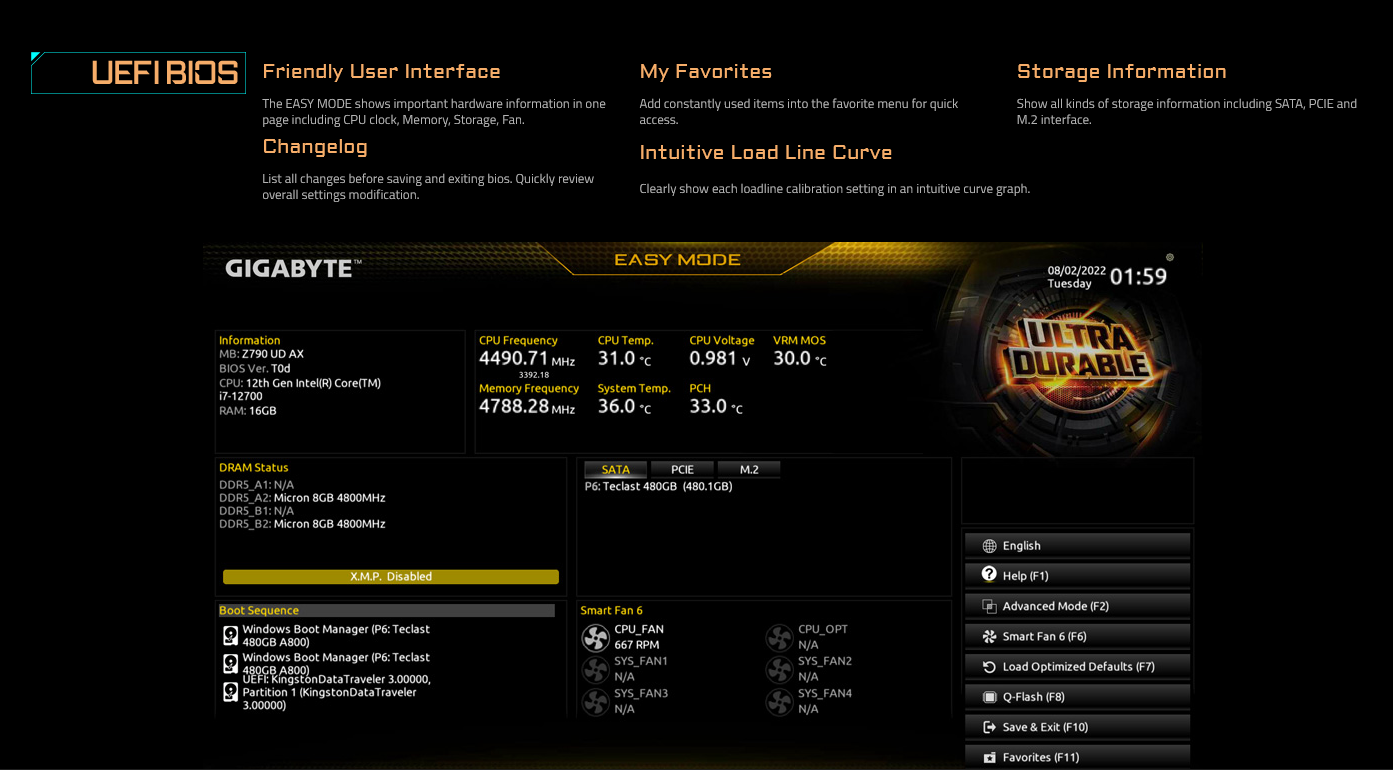 UEFI BIOS
Friendly User Interface
The EASY MODE shows important hardware information in one
page including CPU clock, Memory, Storage, Fan.
Changelog
List all changes before saving and exiting bios. Quickly review
overall settings modification.
My Favorites
Add constantly used items into the favorite menu for quick
access.
Intuitive Load Line Curve
Clearly show each loadline calibration setting in an intuitive curve graph.
Storage Information
Show all kinds of storage information including SATA, PCIE and
M.2 interface.
GIGABYTE™
EASY MODE
08/02/2022
Tuesday
01:59
ULTRA
DURABLE
Information
MB: Z790 UD AX
BIOS Ver. T0d
CPU: 12th Gen Intel(R) Core(TM)
i7-12700
RAM: 16GB
CPU Frequency
4490.71 MHz
3392.18
CPU Temp.
31.0 °C
CPU Voltage
0.981 V
VRM MOS
30.0 °C
Memory Frequency
4788.28 MHz
System Temp.
36.0 °C
PCH
33.0 °C
DRAM Status
DDR5_A1: N/A
DDR5_A2: Micron 8GB 4800MHz
DDR5_B1: N/A
DDR5_B2: Micron 8GB 4800MHz
X.M.P. Disabled
SATA PCIE M.2
P6: Teclast 480GB (480.1GB)
Boot Sequence
Windows Boot Manager (P6: Teclast
480GB A800)
Windows Boot Manager (P6: Teclast
480GB A800)
UEFI: KingstonDataTraveler 3.00000,
Partition 1 (KingstonDataTraveler
3.00000)
Smart Fan 6
CPU_FAN
667 RPM
CPU_OPT
N/A
SYS_FAN1
N/A
SYS_FAN2
N/A
SYS_FAN3
N/A
SYS_FAN4
N/A
English
Help (F1)
Advanced Mode (F2)
Smart Fan 6 (F6)
Load Optimized Defaults (F7)
Q-Flash (F8)
Save & Exit (F10)
Favorites (F11)